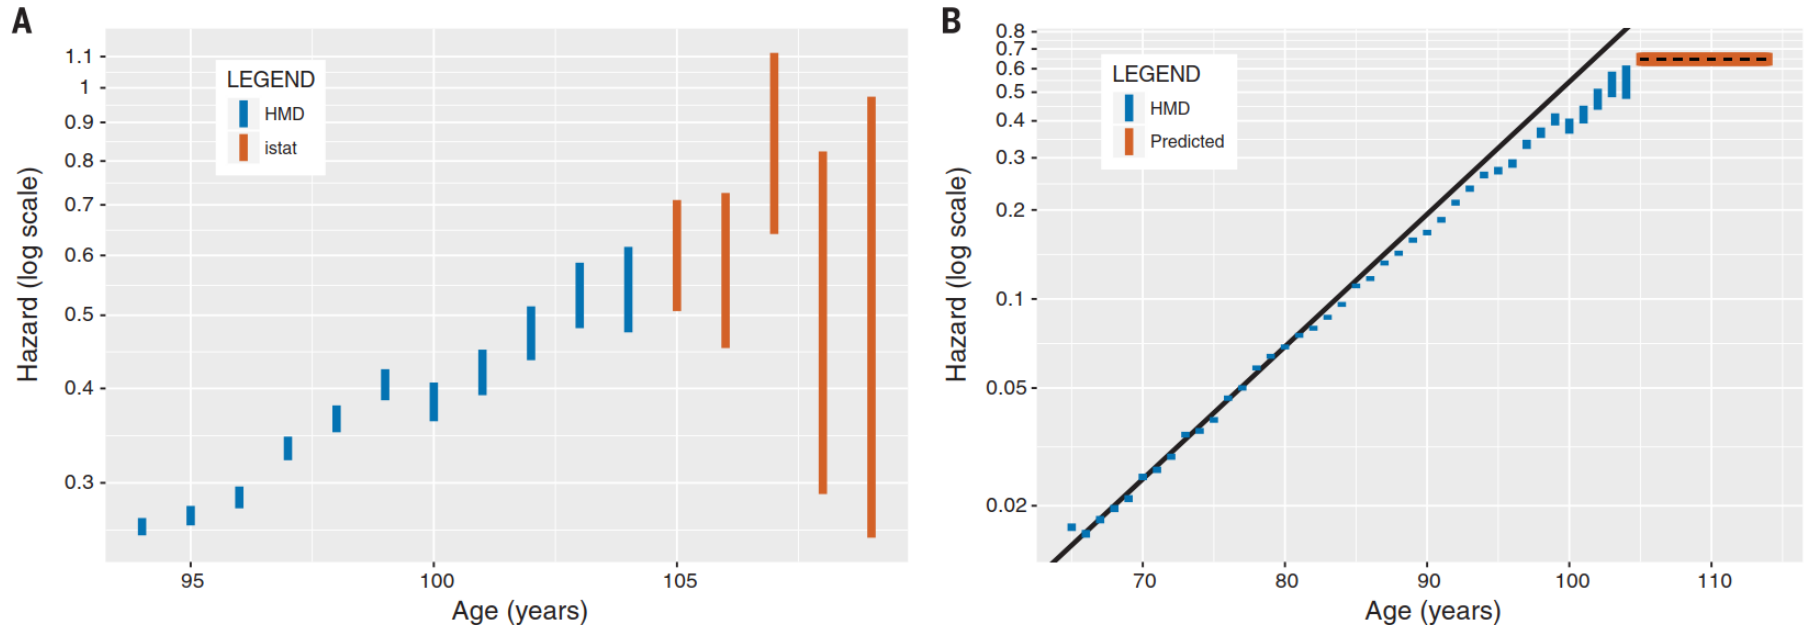 A
Hazard (log scale)
1.1
1
0.9
0.8
0.7
0.6
0.5
0.4
0.3
LEGEND
HMD
istat
95 100 105
Age (years)
B
Hazard (log scale)
0.8
0.7
0.6
0.5
0.4
0.3
0.2
0.1
0.05
0.02
LEGEND
HMD
Predicted
70 80 90 100 110
Age (years)